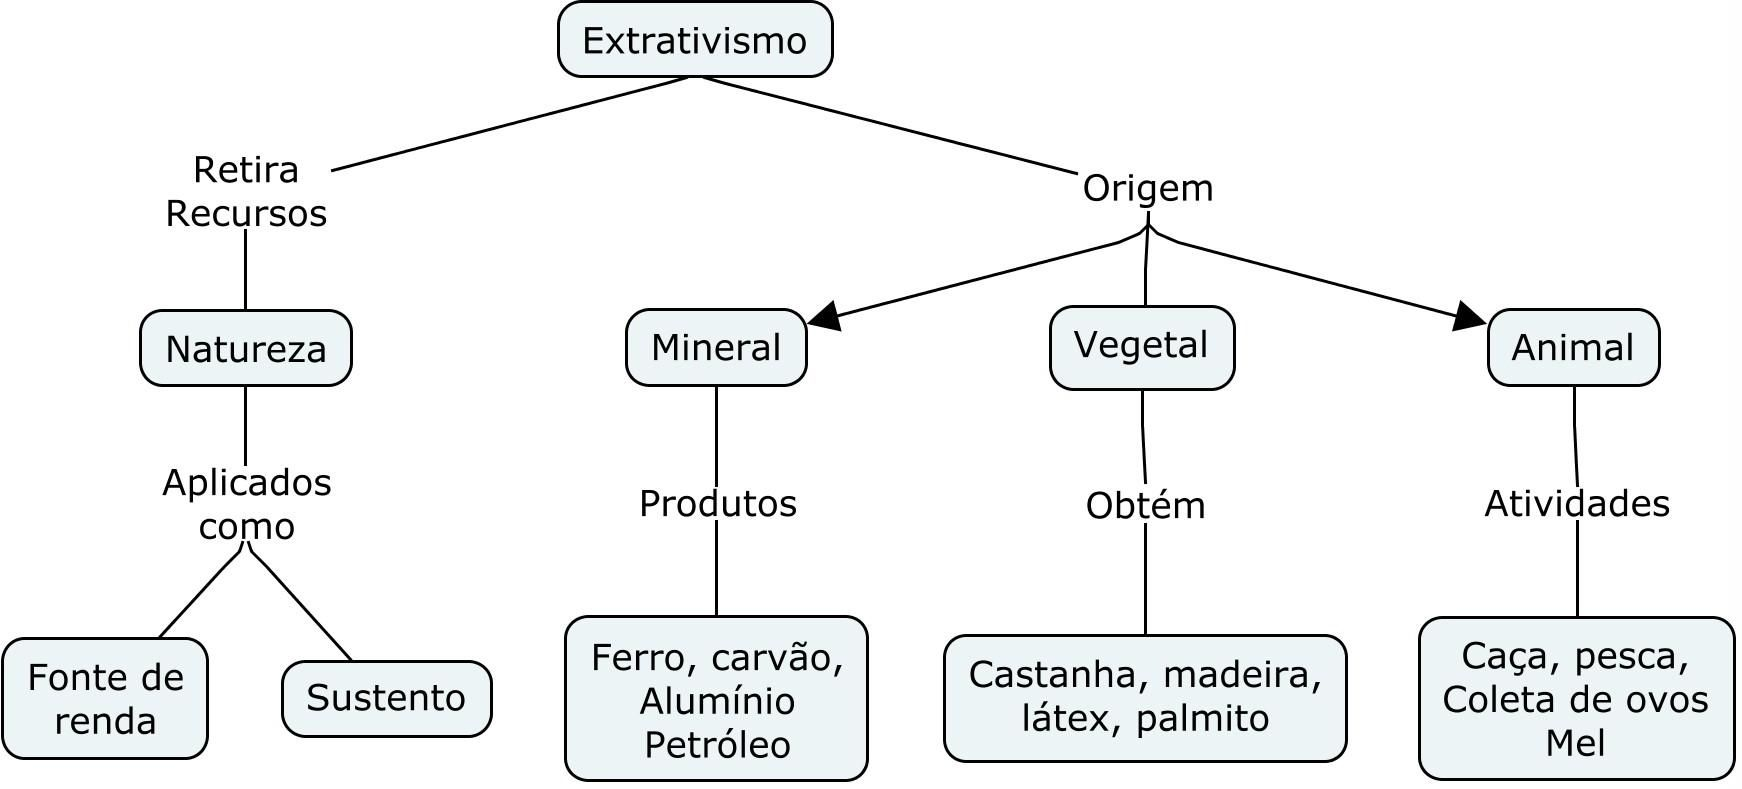 Extrativismo
Retira
Recursos
Origem
Natureza
Mineral
Vegetal
Animal
Aplicados
como
Produtos
Obtém
Atividades
Fonte de
renda
Sustento
Ferro, carvão,
Alumínio
Petróleo
Castanha, madeira,
látex, palmito
Caça, pesca,
Coleta de ovos
Mel